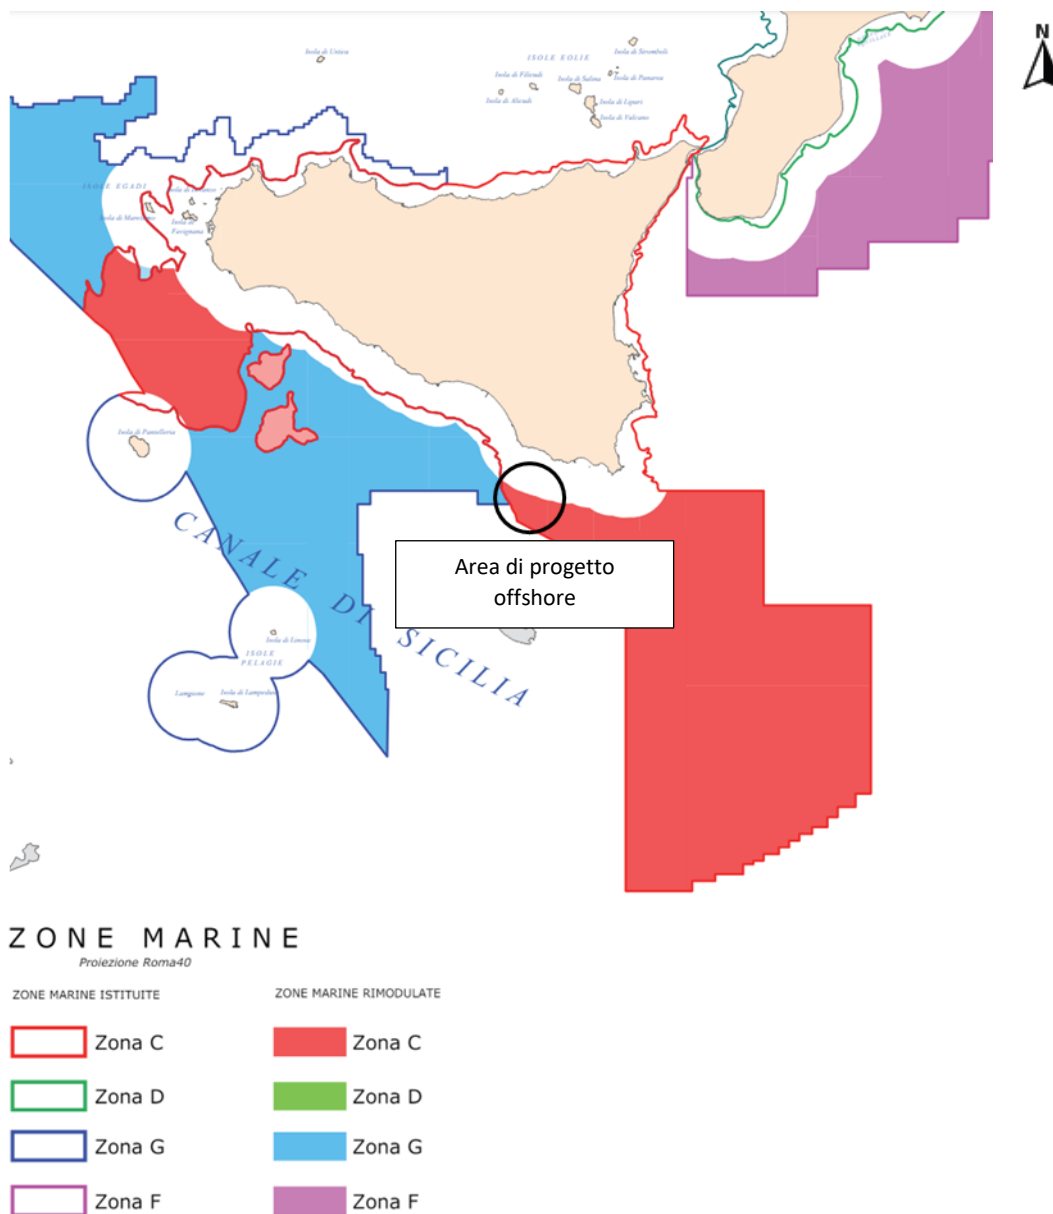 N
Isola di Ustica
Isola di Stromboli
ISOLE EOLIE
Isola di Filicudi
Isola di Salina
Isola di Panarea
Isola di Alicudi
Isola di Lipari
Isola di Vulcano
ISOLE EGADI
Isola di Levanzo
Isola di Marettimo
Isola di
Favignana
Isola di Pantelleria
CANALE DI SICILIA
Area di progetto
offshore
Isola di Linosa
ISOLE
PELAGIE
Lampione
Isola di Lampedusa
ZONE MARINE
Proiezione Roma40
ZONE MARINE ISTITUITE
ZONE MARINE RIMODULATE
Zona C
Zona C
Zona D
Zona D
Zona G
Zona G
Zona F
Zona F